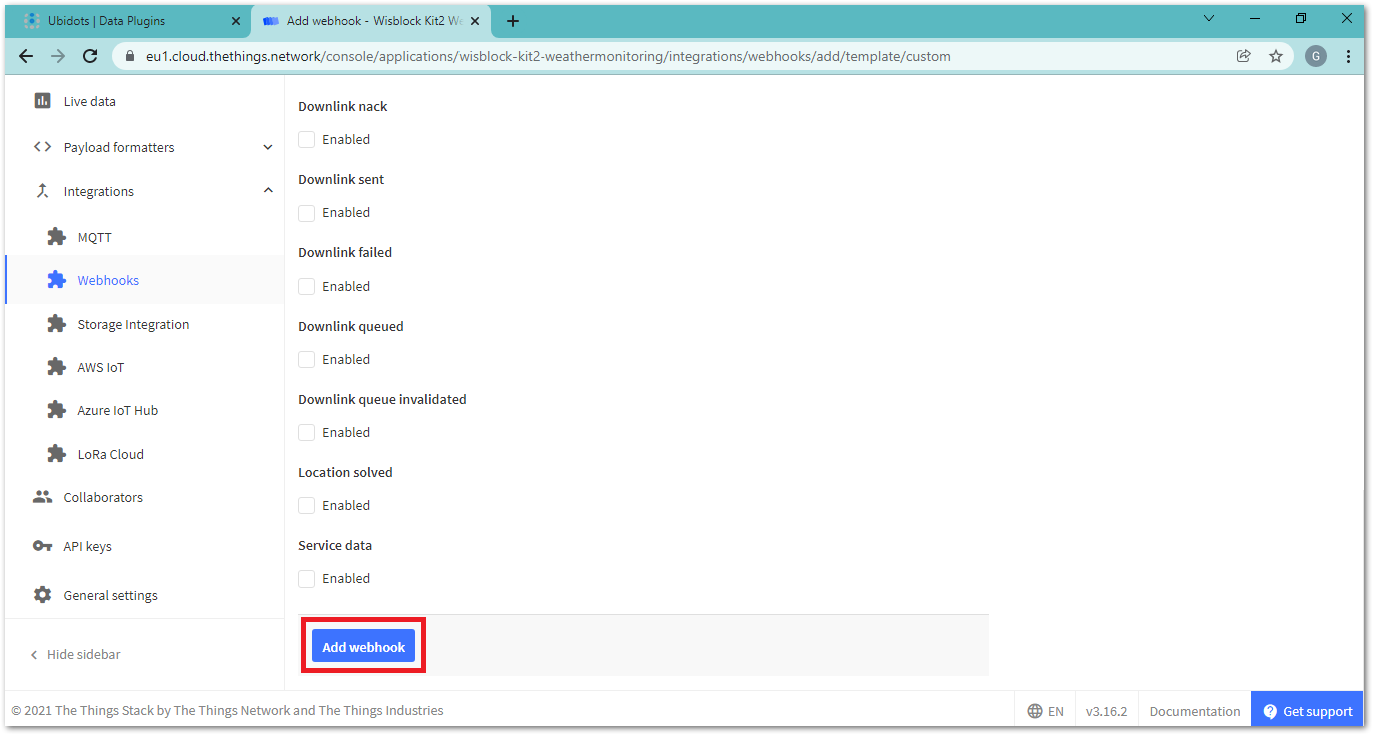 Ubidots | Data Plugins
Add webhook - Wisblock Kit2 We
eu1.cloud.thethings.network/console/applications/wisblock-kit2-weathermonitoring/integrations/webhooks/add/template/custom
G
Live data
Payload formatters
Integrations
MQTT
Webhooks
Storage Integration
AWS IoT
Azure IoT Hub
LoRa Cloud
Collaborators
API keys
General settings
Hide sidebar
Downlink nack
Enabled
Downlink sent
Enabled
Downlink failed
Enabled
Downlink queued
Enabled
Downlink queue invalidated
Enabled
Location solved
Enabled
Service data
Enabled
Add webhook
© 2021 The Things Stack by The Things Network and The Things Industries
EN
v3.16.2
Documentation
Get support